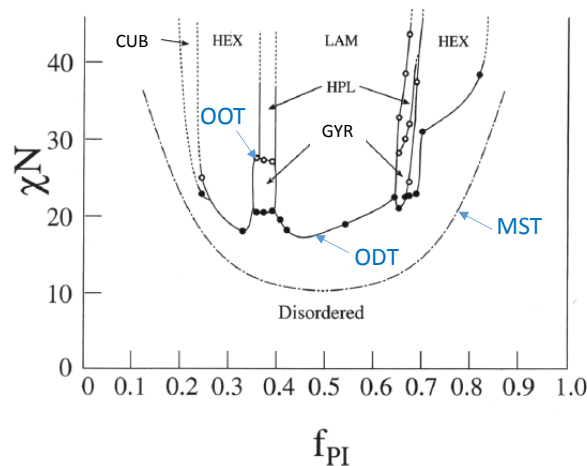 CUB
HEX
LAM
HEX
40
HPL
OOT
GYR
30
χN
20
MST
ODT
10
Disordered
0
0 0.1 0.2 0.3 0.4 0.5 0.6 0.7 0.8 0.9 1.0
fPI